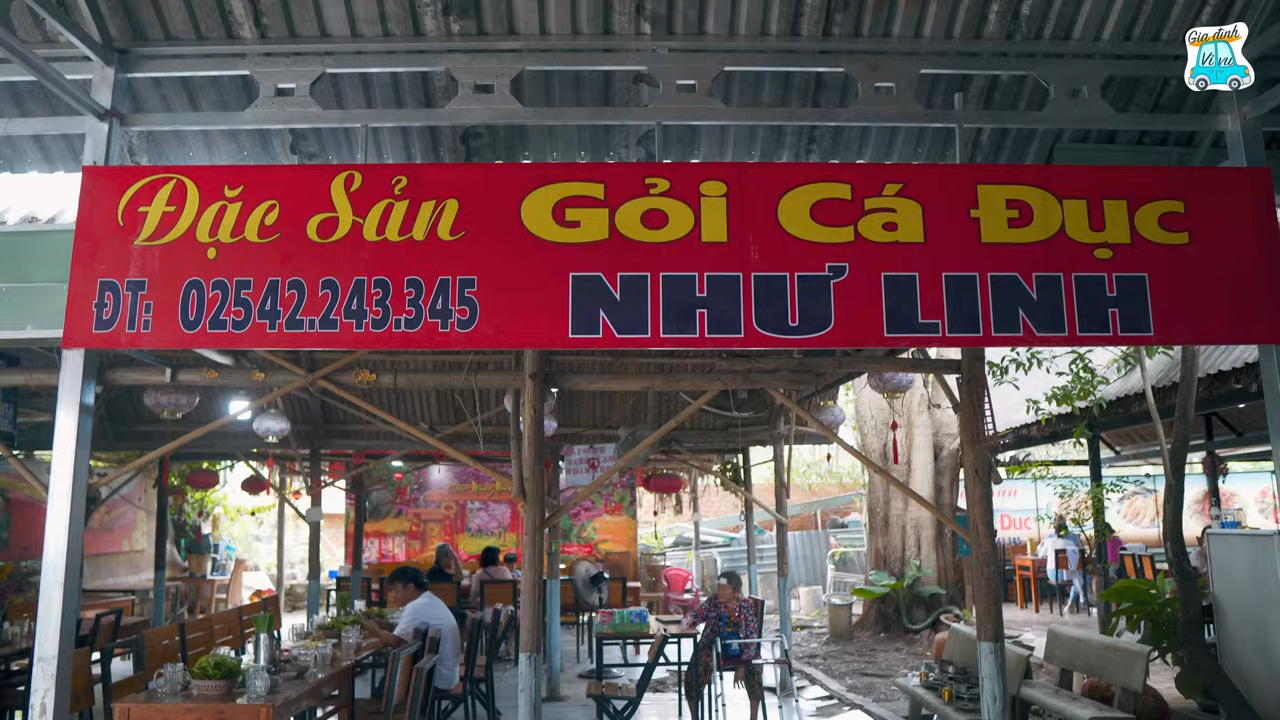 Gia đình
Vi vu
Đặc Sản Gỏi Cá Đục
ĐT: 02542.243.345 NHƯ LINH
Đục